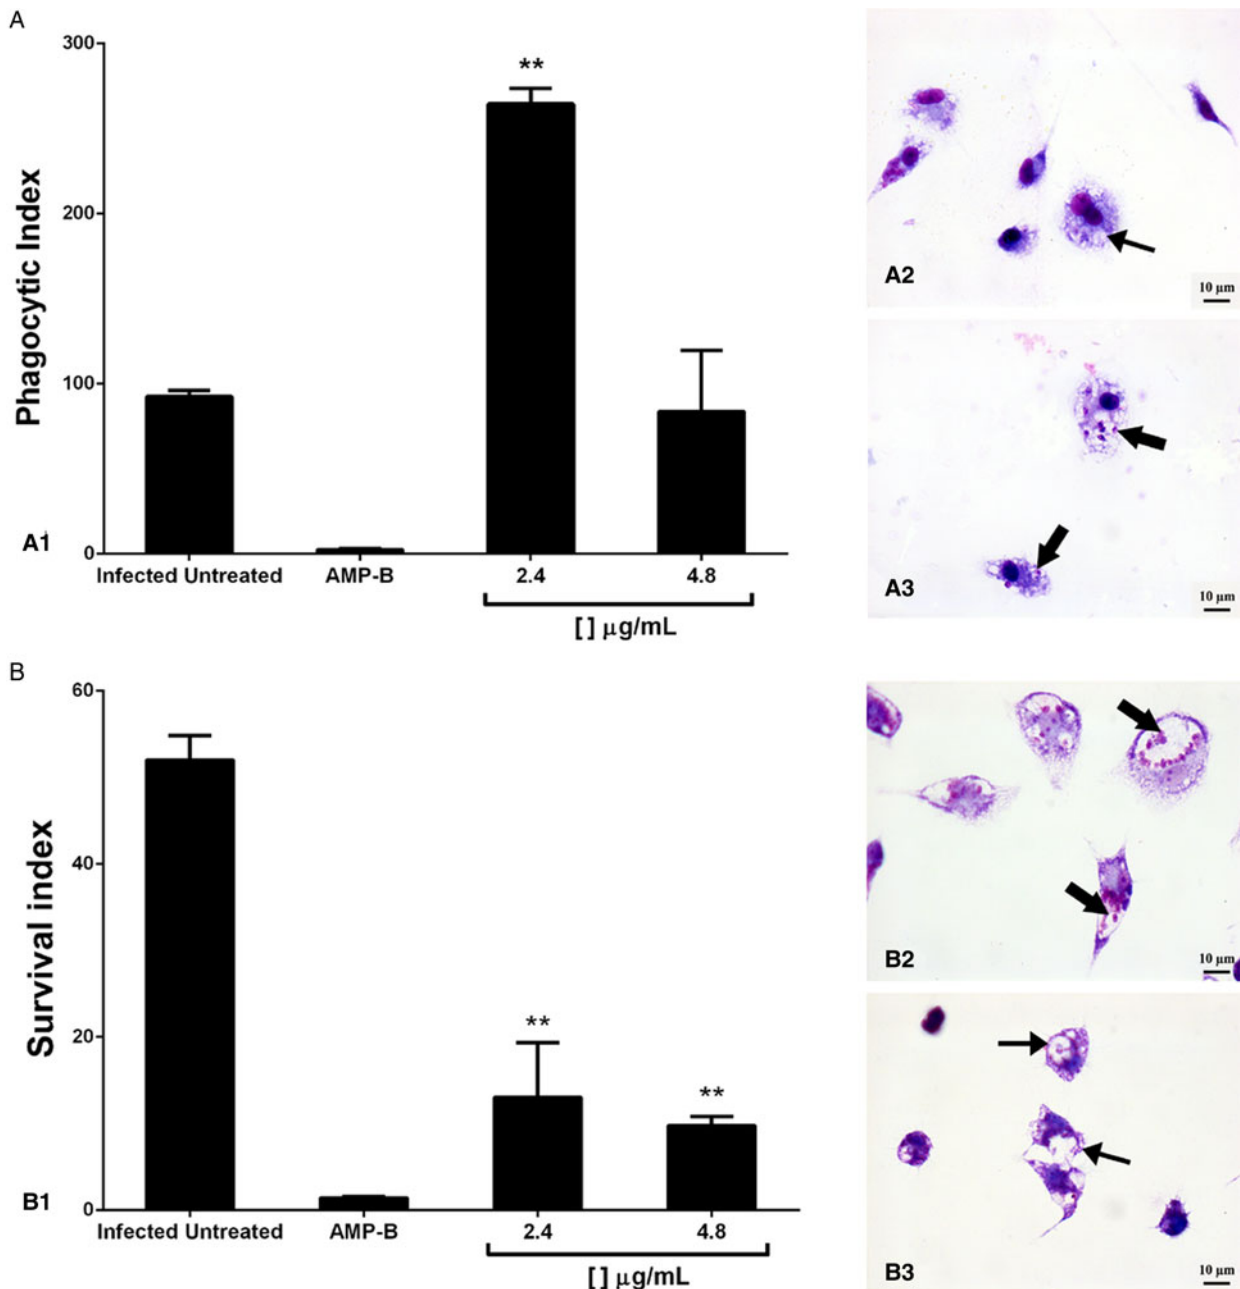 A
300
200
100
0
Phagocytic Index
**
A1
Infected Untreated AMP-B 2.4 4.8
[ ] µg/mL
A2
10 µm
A3
10 µm
B
60
40
20
0
Survival index
** **
B1
Infected Untreated AMP-B 2.4 4.8
[ ] µg/mL
B2
10 µm
B3
10 µm